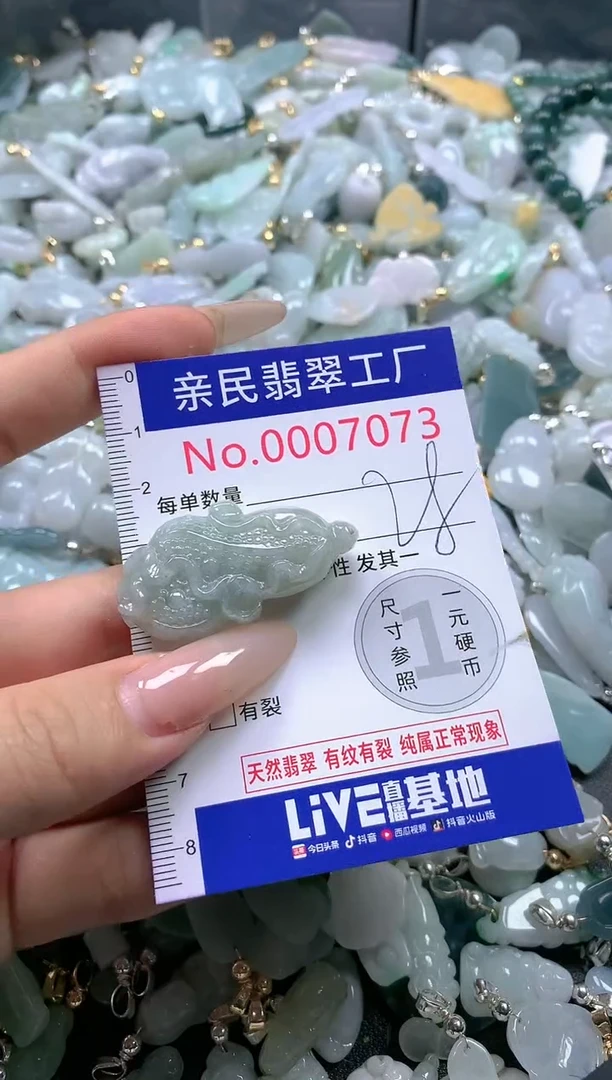 0
亲民翡翠工厂
1
No.0007073
2
每单数量
性 发其一
尺寸参照
1
一元硬币
有裂
天然翡翠 有纹有裂 纯属正常现象
7
LiVE直播基地
8
头条 今日头条 抖音 西瓜视频 抖音火山版